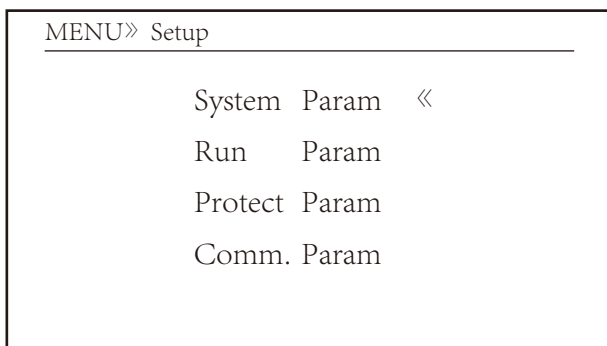 MENU» Setup
System Param «
Run Param
Protect Param
Comm. Param